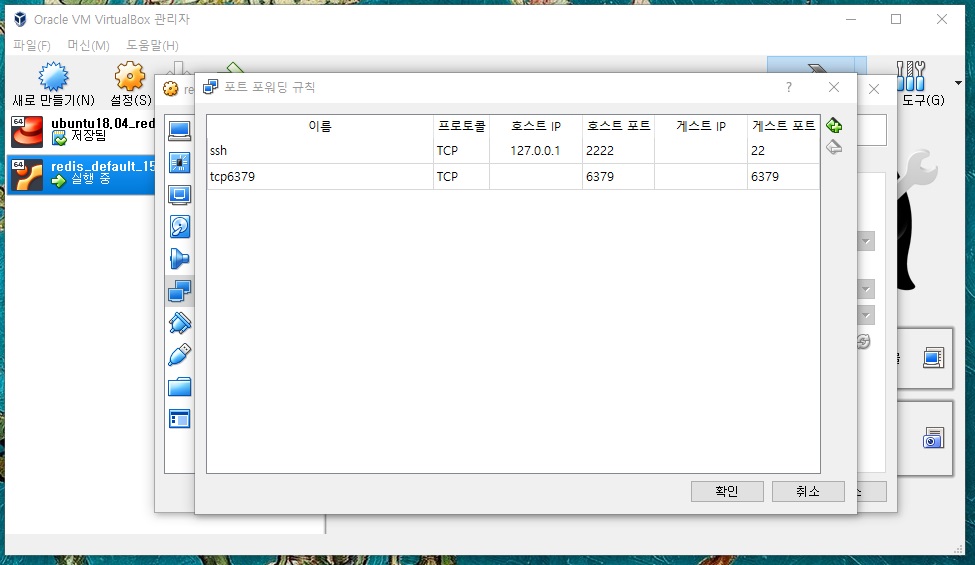 Oracle VM VirtualBox 관리자
파일(F) 머신(M) 도움말(H)
새로 만들기(N) 설정(S) 도구(G)
64 ubuntu18,04_red
저장됨
64 redis_default_15
실행 중
re
포트 포워딩 규칙
이름 프로토콜 호스트 IP 호스트 포트 게스트 IP 게스트 포트
ssh TCP 127.0.0.1 2222 22
tcp6379 TCP 6379 6379
확인 취소